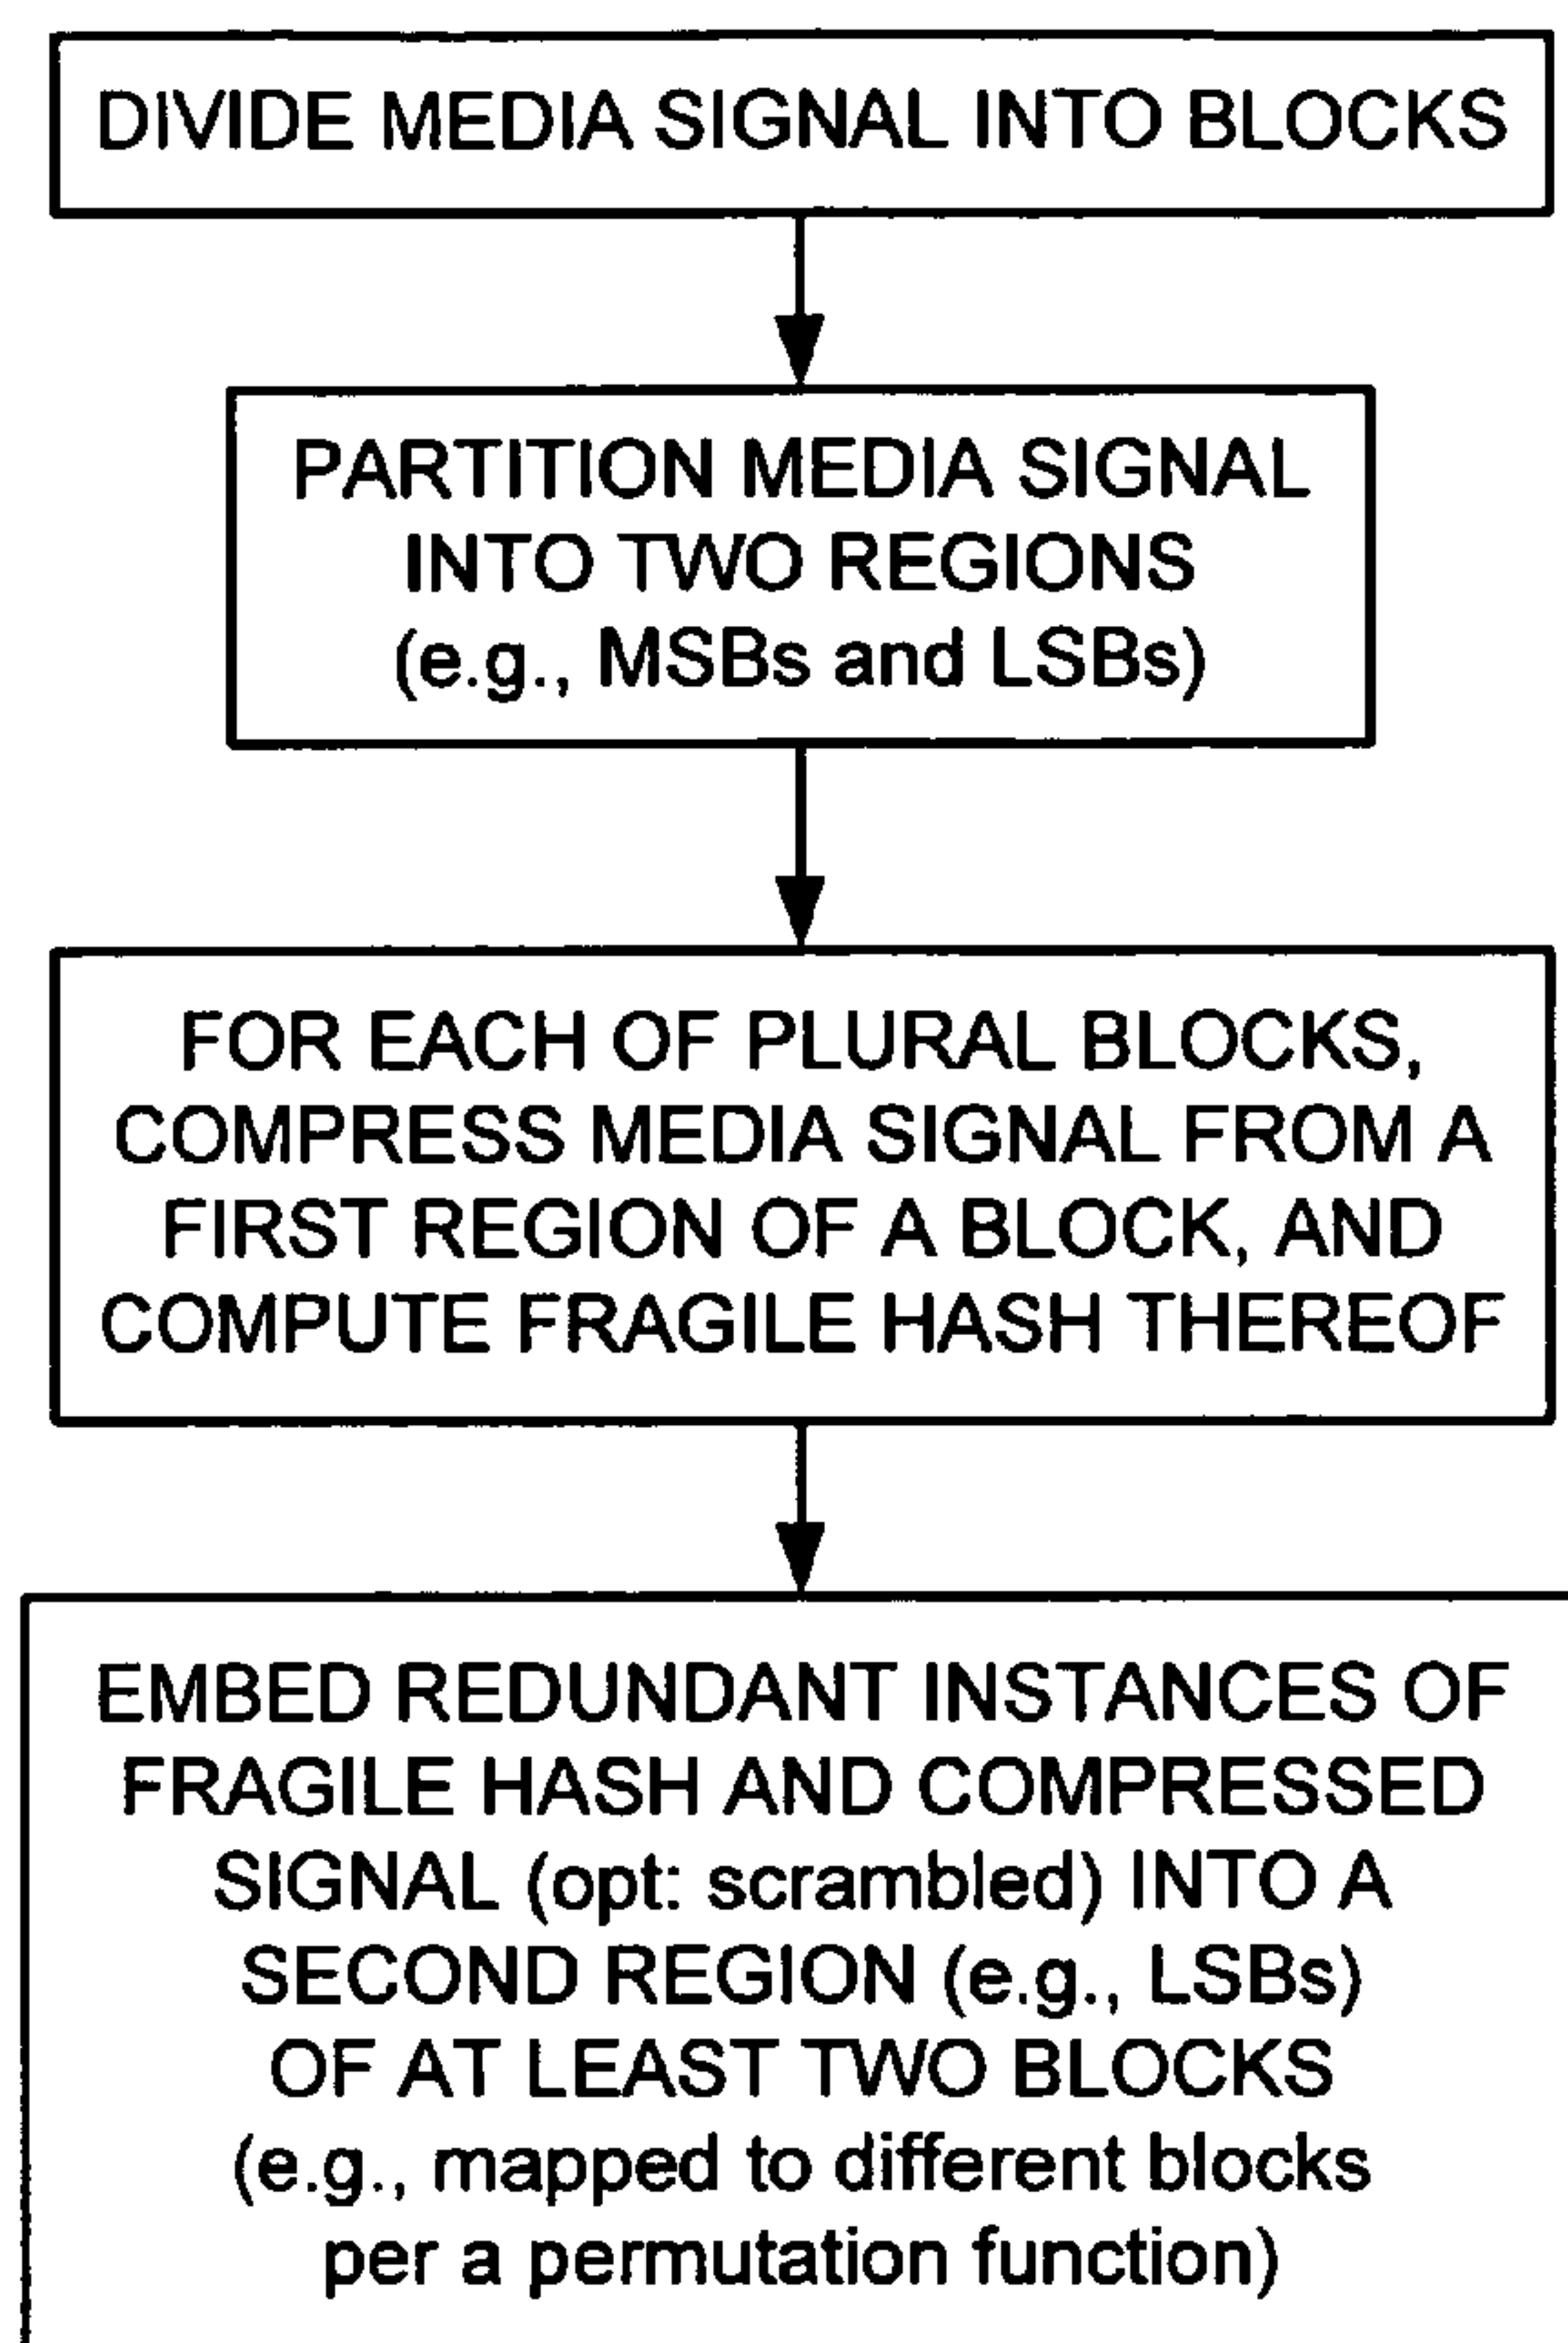 DIVIDE MEDIA SIGNAL INTO BLOCKS
PARTITION MEDIA SIGNAL
INTO TWO REGIONS
(e.g., MSBs and LSBs)
FOR EACH OF PLURAL BLOCKS,
COMPRESS MEDIA SIGNAL FROM A
FIRST REGION OF A BLOCK, AND
COMPUTE FRAGILE HASH THEREOF
EMBED REDUNDANT INSTANCES OF
FRAGILE HASH AND COMPRESSED
SIGNAL (opt: scrambled) INTO A
SECOND REGION (e.g., LSBs)
OF AT LEAST TWO BLOCKS
(e.g., mapped to different blocks
per a permutation function)